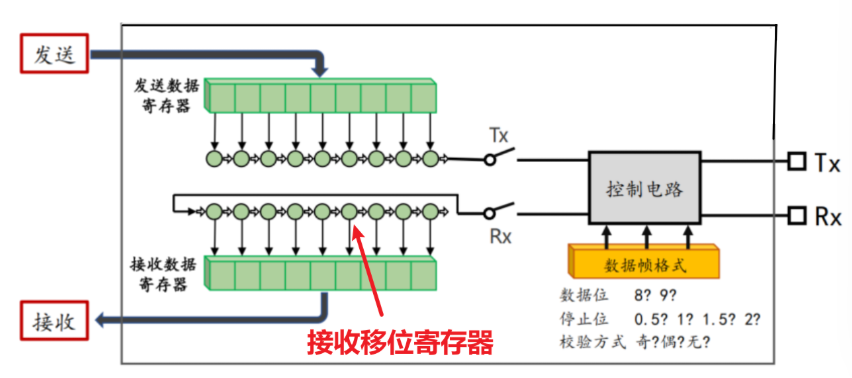 发送
发送数据
寄存器
Tx
Tx
控制电路
Rx
Rx
接收数据
寄存器
数据帧格式
数据位 8? 9?
停止位 0.5? 1? 1.5? 2?
校验方式 奇?偶?无?
接收
接收移位寄存器